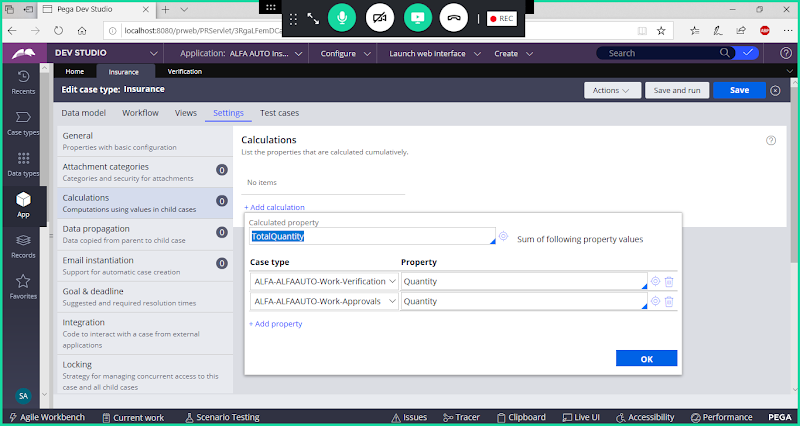 REC
Pega Dev Studio
localhost:8080/prweb/PRServlet/3RgaLFemDCa
DEV STUDIO
Application: ALFA AUTO Ins...
Configure
Launch web interface
Create
Search
Home
Insurance
Verification
Edit case type: Insurance
Actions
Save and run
Save
Recents
Case types
Data types
App
Records
Favorites
SA
Data model
Workflow
Views
Settings
Test cases
General
Properties with basic configuration
Attachment categories
Categories and security for attachments
0
Calculations
Computations using values in child cases
0
Data propagation
Data copied from parent to child case
0
Email instantiation
Support for automatic case creation
0
Goal & deadline
Suggested and required resolution times
Integration
Code to interact with a case from external
applications
Locking
Strategy for managing concurrent access to
this case and all child cases
Calculations
List the properties that are calculated cumulatively.
No items
+ Add calculation
Calculated property
TotalQuantity
Sum of following property values
Case type
Property
ALFA-ALFAAUTO-Work-Verification
Quantity
ALFA-ALFAAUTO-Work-Approvals
Quantity
+ Add property
OK
Agile Workbench
Current work
Scenario Testing
Issues
Tracer
Clipboard
Live UI
Accessibility
Performance
PEGA